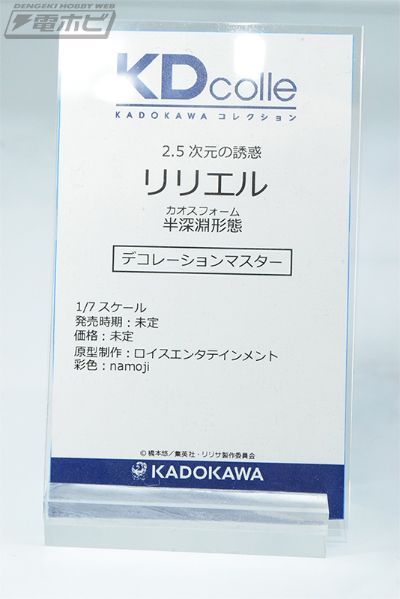 DENGEKI HOBBY WEB
電ホビ
KDcolle
KADOKAWA コレクション
2.5次元の誘惑
リリエル
カオスフォーム
半深淵形態
デコレーションマスター
1/7スケール
発売時期：未定
価格：未定
原型制作：ロイスエンタテインメント
彩色：namoji
©橋本悠／集英社・リリサ製作委員会
KADOKAWA